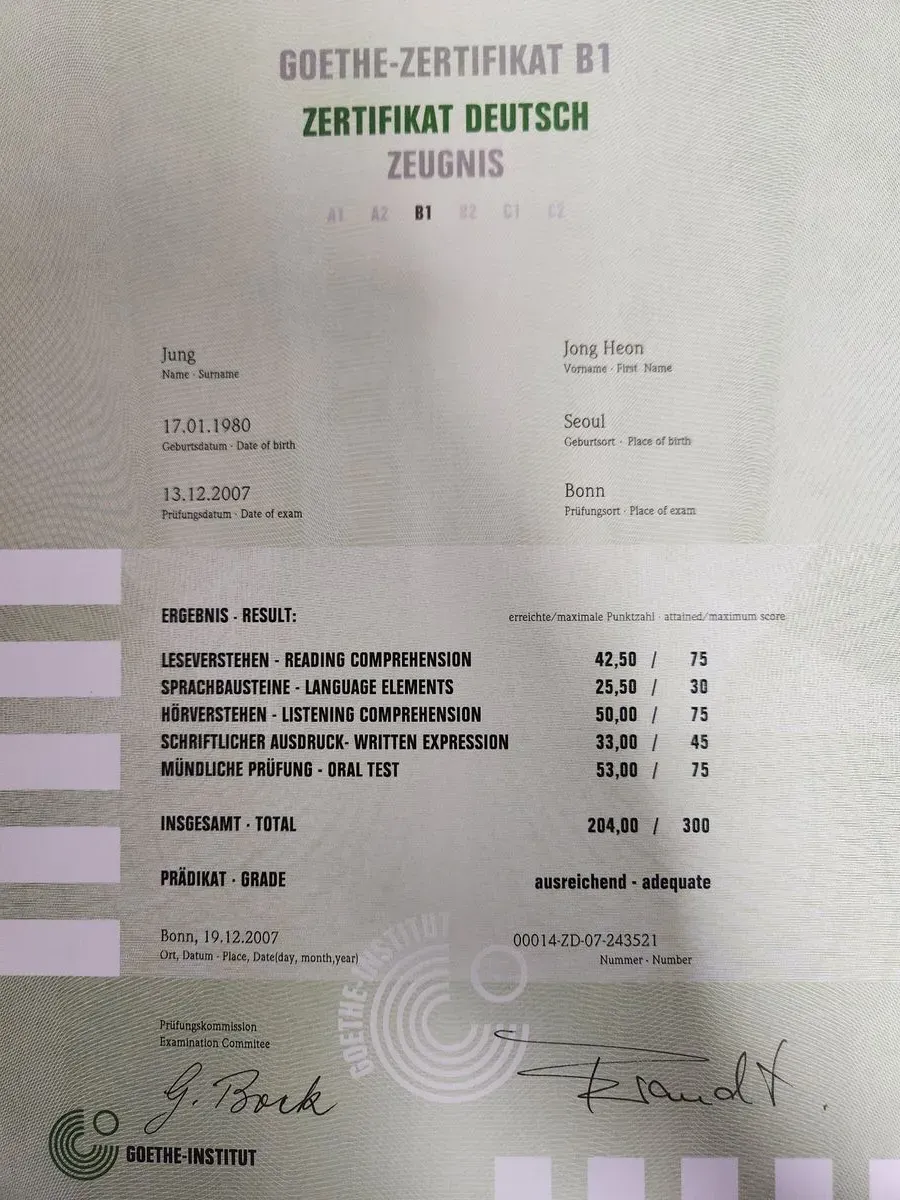 GOETHE-ZERTIFIKAT B1
ZERTIFIKAT DEUTSCH
ZEUGNIS
A1 A2 B1 B2 C1 C2
Jung
Name · Surname
Jong Heon
Vorname · First Name
17.01.1980
Geburtsdatum · Date of birth
Seoul
Geburtsort · Place of birth
13.12.2007
Prüfungsdatum · Date of exam
Bonn
Prüfungsort · Place of exam
ERGEBNIS - RESULT: erreichte/maximale Punktzahl · attained/maximum score
LESEVERSTEHEN - READING COMPREHENSION 42,50 / 75
SPRACHBAUSTEINE - LANGUAGE ELEMENTS 25,50 / 30
HÖRVERSTEHEN - LISTENING COMPREHENSION 50,00 / 75
SCHRIFTLICHER AUSDRUCK- WRITTEN EXPRESSION 33,00 / 45
MÜNDLICHE PRÜFUNG - ORAL TEST 53,00 / 75
INSGESAMT · TOTAL 204,00 / 300
PRÄDIKAT · GRADE ausreichend - adequate
Bonn, 19.12.2007
Ort, Datum - Place, Date(day, month,year)
00014-ZD-07-243521
Nummer · Number
GOETHE-INSTITUT
Prüfungskommission
Examination Commitee
G. Bork
Brandt
GOETHE-INSTITUT